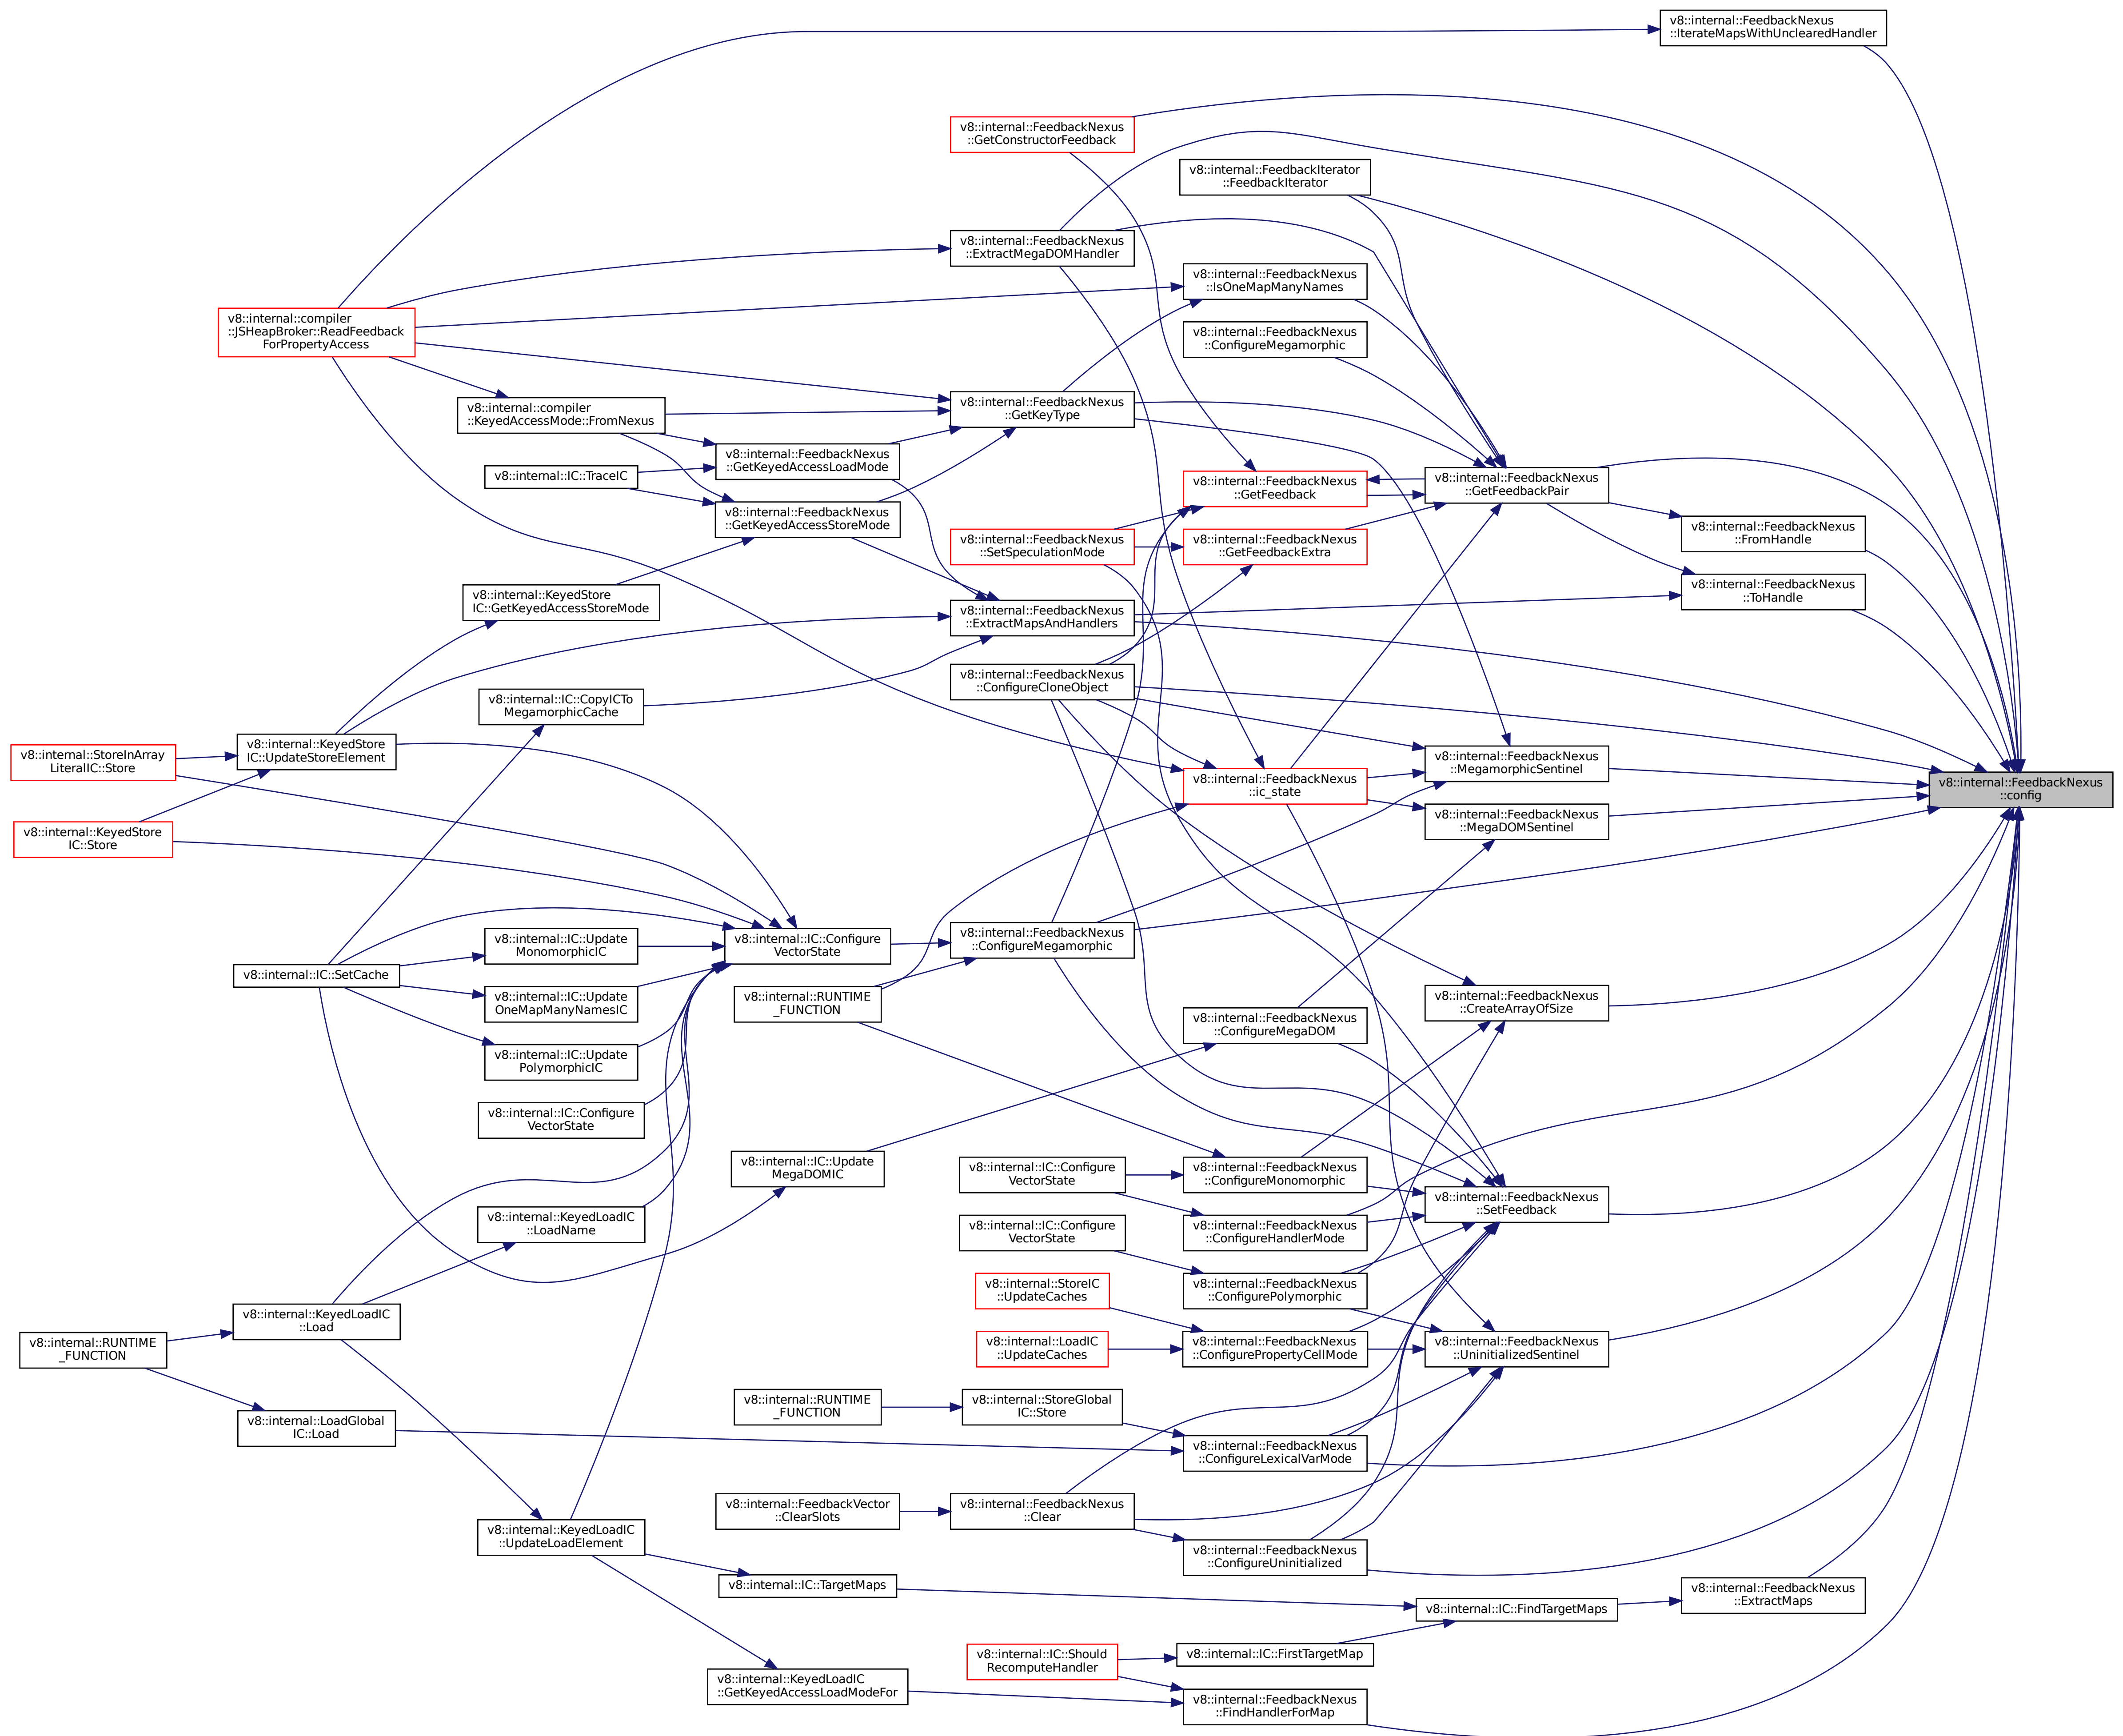 v8::internal::FeedbackNexus
::IterateMapsWithUnclearedHandler
v8::internal::FeedbackNexus
::GetConstructorFeedback
v8::internal::FeedbackIterator
::FeedbackIterator
v8::internal::FeedbackNexus
::ExtractMegaDOMHandler
v8::internal::FeedbackNexus
::IsOneMapManyNames
v8::internal::compiler
::JSHeapBroker::ReadFeedback
ForPropertyAccess
v8::internal::FeedbackNexus
::ConfigureMegamorphic
v8::internal::compiler
::KeyedAccessMode::FromNexus
v8::internal::FeedbackNexus
::GetKeyType
v8::internal::FeedbackNexus
::GetKeyedAccessLoadMode
v8::internal::IC::TraceIC
v8::internal::FeedbackNexus
::GetFeedback
v8::internal::FeedbackNexus
::GetFeedbackPair
v8::internal::FeedbackNexus
::GetKeyedAccessStoreMode
v8::internal::FeedbackNexus
::SetSpeculationMode
v8::internal::FeedbackNexus
::GetFeedbackExtra
v8::internal::FeedbackNexus
::FromHandle
v8::internal::KeyedStore
IC::GetKeyedAccessStoreMode
v8::internal::FeedbackNexus
::ExtractMapsAndHandlers
v8::internal::FeedbackNexus
::ToHandle
v8::internal::IC::CopyICTo
MegamorphicCache
v8::internal::FeedbackNexus
::ConfigureCloneObject
v8::internal::StoreInArray
LiteralIC::Store
v8::internal::KeyedStore
IC::UpdateStoreElement
v8::internal::FeedbackNexus
::ic_state
v8::internal::FeedbackNexus
::MegamorphicSentinel
v8::internal::FeedbackNexus
::config
v8::internal::KeyedStore
IC::Store
v8::internal::FeedbackNexus
::MegaDOMSentinel
v8::internal::IC::SetCache
v8::internal::IC::Update
MonomorphicIC
v8::internal::IC::Configure
VectorState
v8::internal::FeedbackNexus
::ConfigureMegamorphic
v8::internal::IC::Update
OneMapManyNamesIC
v8::internal::RUNTIME
_FUNCTION
v8::internal::FeedbackNexus
::ConfigureMegaDOM
v8::internal::FeedbackNexus
::CreateArrayOfSize
v8::internal::IC::Update
PolymorphicIC
v8::internal::IC::Configure
VectorState
v8::internal::IC::Update
MegaDOMIC
v8::internal::IC::Configure
VectorState
v8::internal::FeedbackNexus
::ConfigureMonomorphic
v8::internal::FeedbackNexus
::SetFeedback
v8::internal::KeyedLoadIC
::LoadName
v8::internal::IC::Configure
VectorState
v8::internal::FeedbackNexus
::ConfigureHandlerMode
v8::internal::StoreIC
::UpdateCaches
v8::internal::FeedbackNexus
::ConfigurePolymorphic
v8::internal::RUNTIME
_FUNCTION
v8::internal::KeyedLoadIC
::Load
v8::internal::LoadIC
::UpdateCaches
v8::internal::FeedbackNexus
::ConfigurePropertyCellMode
v8::internal::FeedbackNexus
::UninitializedSentinel
v8::internal::LoadGlobal
IC::Load
v8::internal::RUNTIME
_FUNCTION
v8::internal::StoreGlobal
IC::Store
v8::internal::FeedbackNexus
::ConfigureLexicalVarMode
v8::internal::FeedbackVector
::ClearSlots
v8::internal::FeedbackNexus
::Clear
v8::internal::KeyedLoadIC
::UpdateLoadElement
v8::internal::FeedbackNexus
::ConfigureUninitialized
v8::internal::IC::TargetMaps
v8::internal::IC::FindTargetMaps
v8::internal::FeedbackNexus
::ExtractMaps
v8::internal::IC::Should
RecomputeHandler
v8::internal::IC::FirstTargetMap
v8::internal::KeyedLoadIC
::GetKeyedAccessLoadModeFor
v8::internal::FeedbackNexus
::FindHandlerForMap